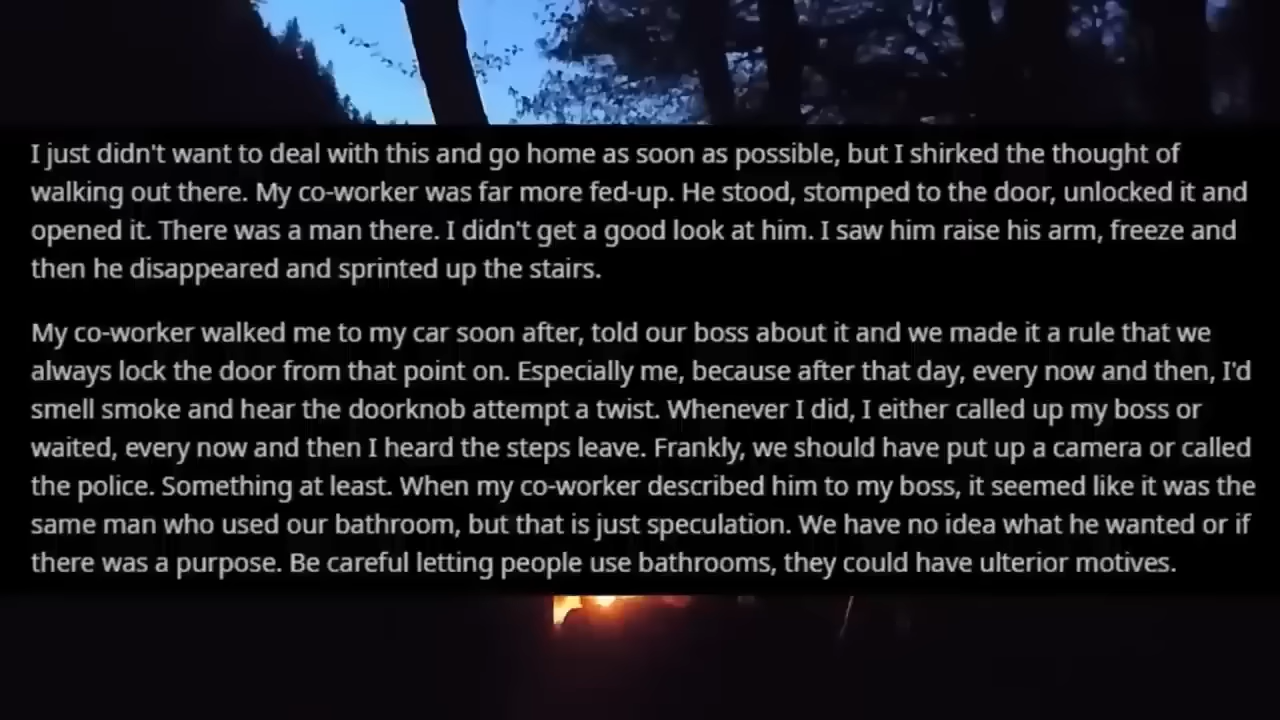 I just didn't want to deal with this and go home as soon as possible, but I shirked the thought of
walking out there. My co-worker was far more fed-up. He stood, stomped to the door, unlocked it and
opened it. There was a man there. I didn't get a good look at him. I saw him raise his arm, freeze and
then he disappeared and sprinted up the stairs.
My co-worker walked me to my car soon after, told our boss about it and we made it a rule that we
always lock the door from that point on. Especially me, because after that day, every now and then, I'd
smell smoke and hear the doorknob attempt a twist. Whenever I did, I either called up my boss or
waited, every now and then I heard the steps leave. Frankly, we should have put up a camera or called
the police. Something at least. When my co-worker described him to my boss, it seemed like it was the
same man who used our bathroom, but that is just speculation. We have no idea what he wanted or if
there was a purpose. Be careful letting people use bathrooms, they could have ulterior motives.